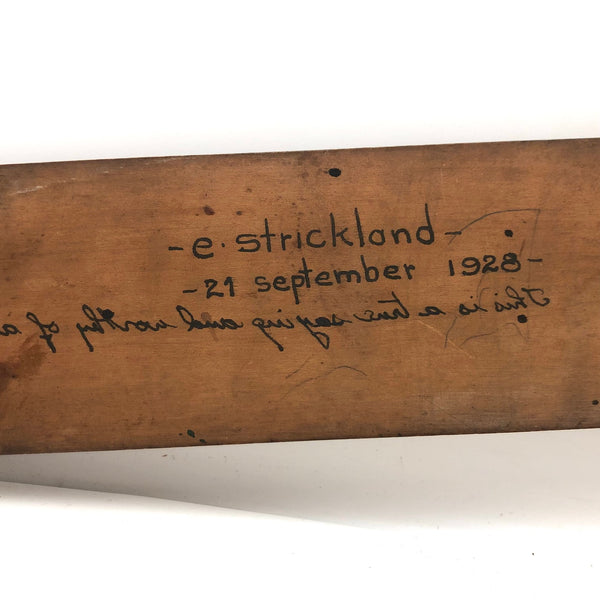 - e. strickland -
- 21 september 1928 -
This is a true saying and worthy of a